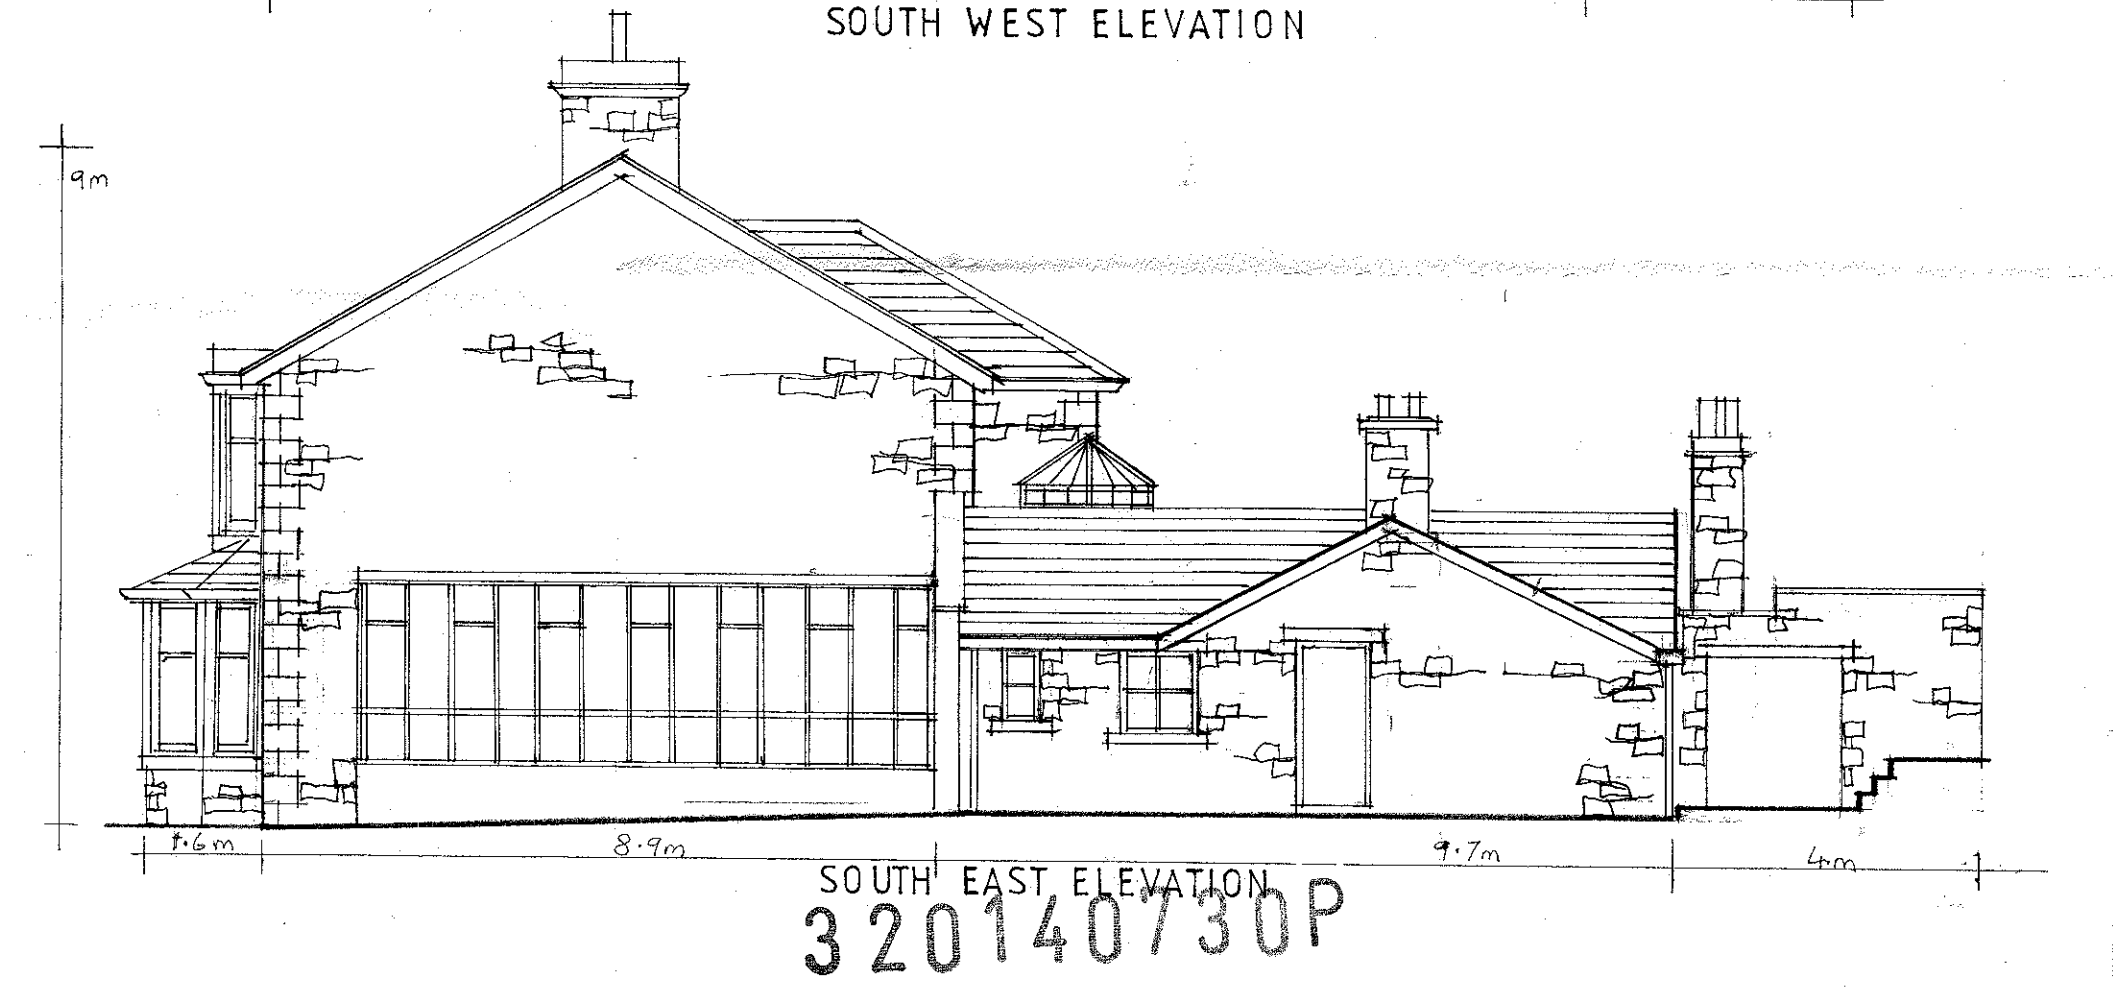 SOUTH WEST ELEVATION
9m
1.6m 8.9m 9.7m 4m
SOUTH EAST ELEVATION
320140730P